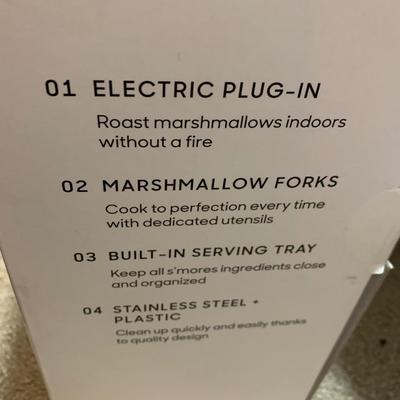 01 ELECTRIC PLUG-IN
Roast marshmallows indoors
without a fire
02 MARSHMALLOW FORKS
Cook to perfection every time
with dedicated utensils
03 BUILT-IN SERVING TRAY
Keep all s'mores ingredients close
and organized
04 STAINLESS STEEL +
PLASTIC
Clean up quickly and easily thanks
to quality design